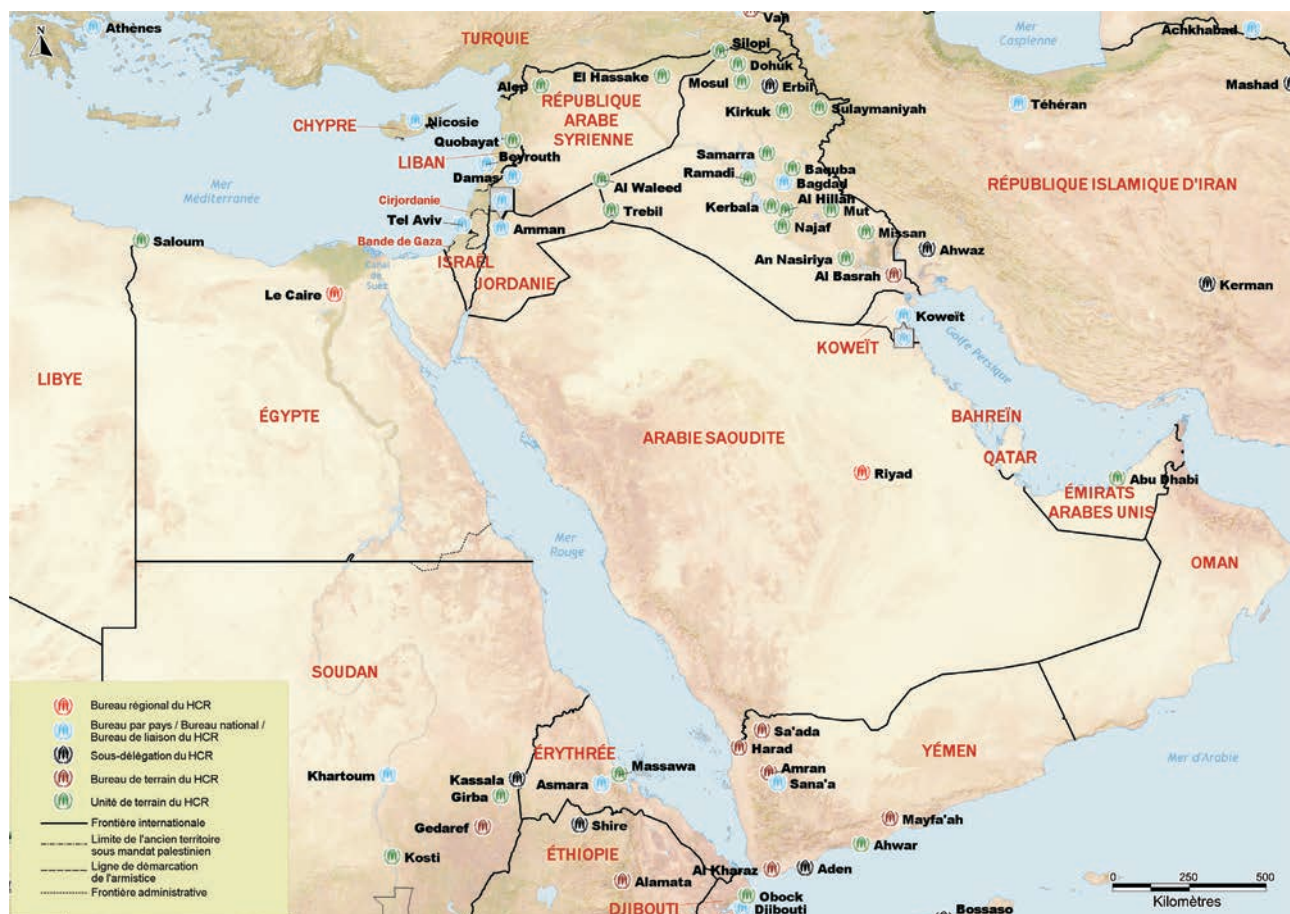 Athènes
N
TURQUIE
Van
Mer
Caspienne
Achkhabad
Silopi
Dohuk
El Hassake
Mosul
Erbil
Alep
Mashad
Téhéran
RÉPUBLIQUE
ARABE
SYRIENNE
Kirkuk
Sulaymaniyah
Nicosie
CHYPRE
Quobayat
LIBAN
Beyrouth
Damas
Samarra
Ramadi
Baquba
Bagdad
Al Waleed
Al Hillah
RÉPUBLIQUE ISLAMIQUE D'IRAN
Mer
Méditerranée
Cirjordanie
Tel Aviv
Trebil
Kerbala
Mut
Amman
Najaf
Missan
Saloum
Bande de Gaza
ISRAËL
Ahwaz
An Nasiriya
Al Basrah
Canal
de
Suez
JORDANIE
Kerman
Le Caire
Koweït
KOWEÏT
Golfe Persique
LIBYE
ÉGYPTE
BAHREÏN
ARABIE SAOUDITE
QATAR
Riyad
Abu Dhabi
ÉMIRATS
ARABES UNIS
Mer
Rouge
OMAN
SOUDAN
Bureau régional du HCR
Bureau par pays / Bureau national /
Bureau de liaison du HCR
Sous-délégation du HCR
Bureau de terrain du HCR
Unité de terrain du HCR
Frontière internationale
Limite de l'ancien territoire
sous mandat palestinien
Ligne de démarcation
de l'armistice
Frontière administrative
Sa'ada
Harad
YÉMEN
ÉRYTHRÉE
Mer d'Arabie
Khartoum
Kassala
Massawa
Amran
Asmara
Sana'a
Girba
Gedaref
Shire
Mayfa'ah
Kosti
ÉTHIOPIE
Ahwar
Al Kharaz
Aden
Alamata
Obock
DJIBOUTI
Djibouti
Bossaso
0 250 500
Kilomètres